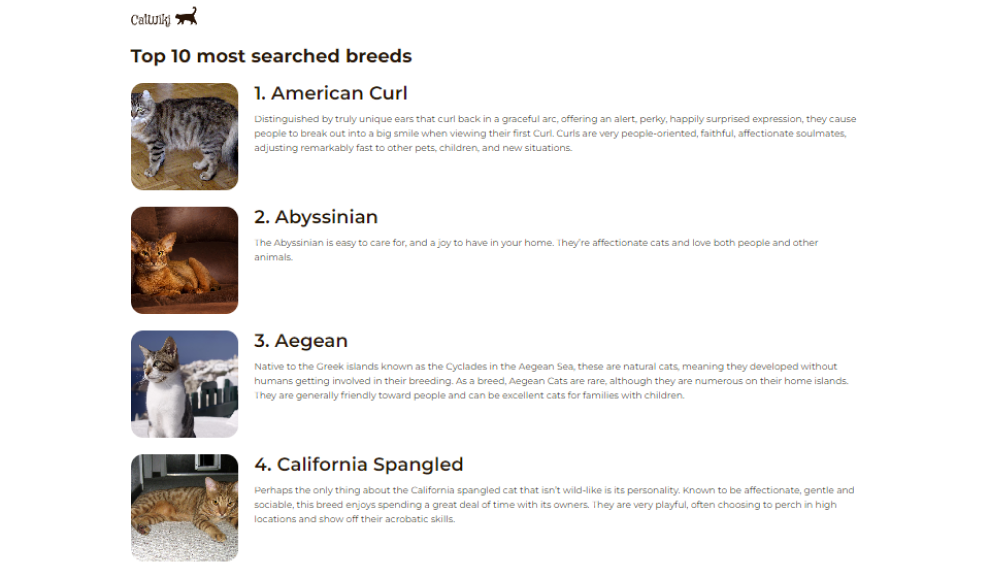 CatWiki
Top 10 most searched breeds
1. American Curl
Distinguished by truly unique ears that curl back in a graceful arc, offering an alert, perky, happily surprised expression, they cause
people to break out into a big smile when viewing their first Curl. Curls are very people-oriented, faithful, affectionate soulmates,
adjusting remarkably fast to other pets, children, and new situations.
2. Abyssinian
The Abyssinian is easy to care for, and a joy to have in your home. They're affectionate cats and love both people and other
animals.
3. Aegean
Native to the Greek islands known as the Cyclades in the Aegean Sea, these are natural cats, meaning they developed without
humans getting involved in their breeding. As a breed, Aegean Cats are rare, although they are numerous on their home islands.
They are generally friendly toward people and can be excellent cats for families with children.
4. California Spangled
Perhaps the only thing about the California spangled cat that isn't wild-like is its personality. Known to be affectionate, gentle and
sociable, this breed enjoys spending a great deal of time with its owners. They are very playful, often choosing to perch in high
locations and show off their acrobatic skills.